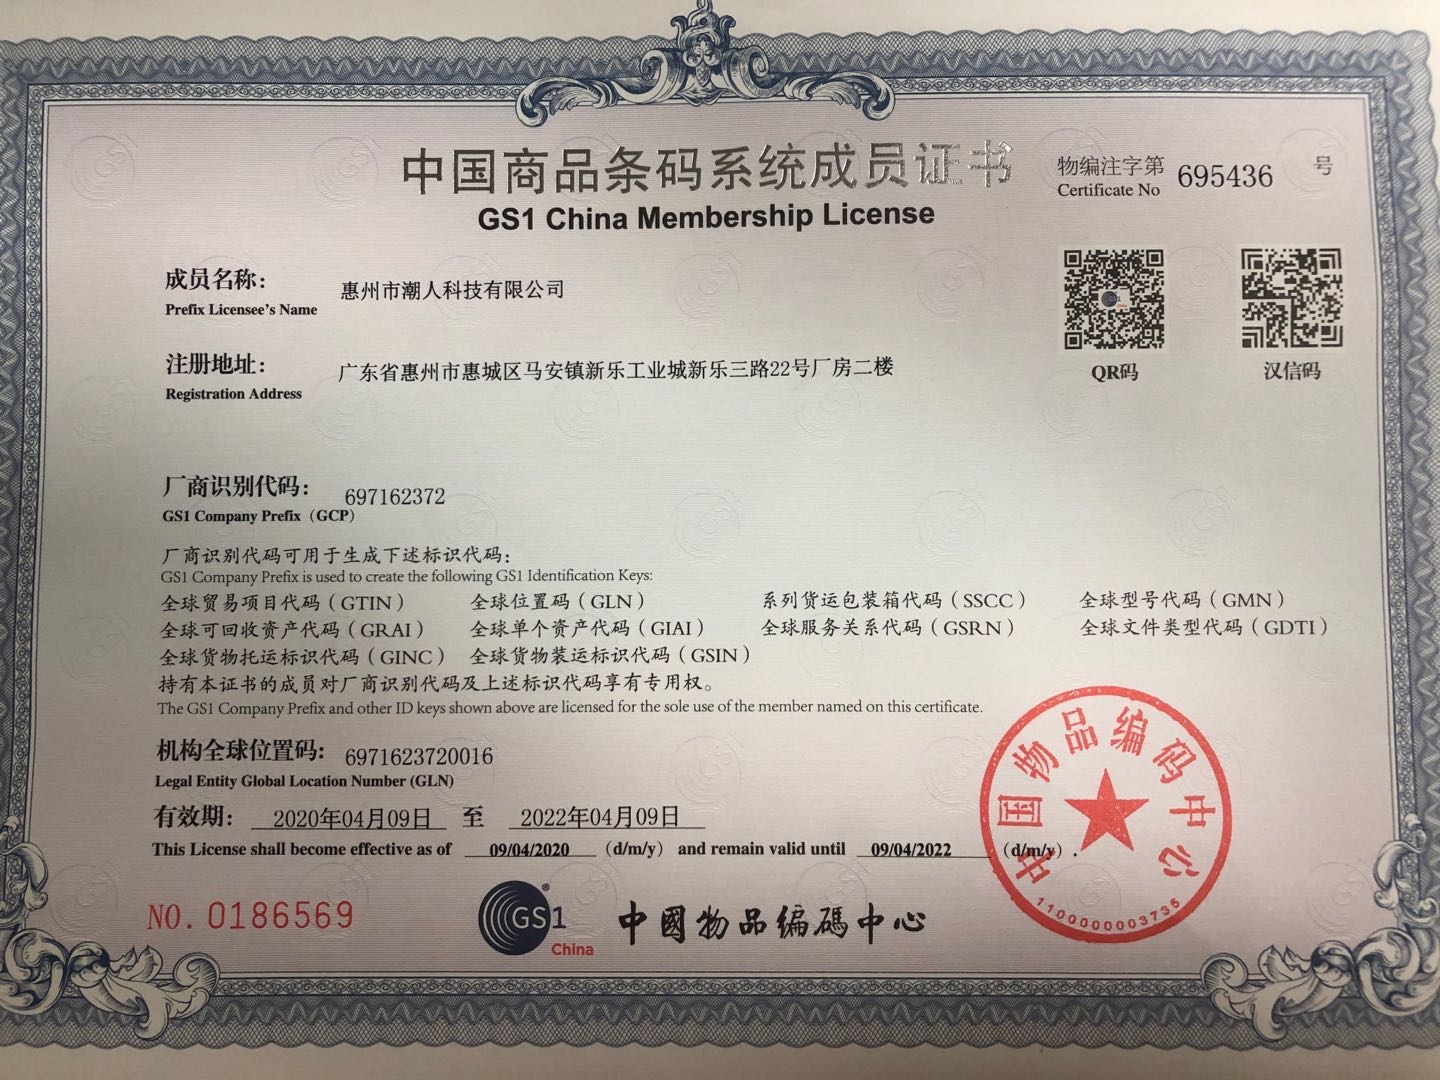 中国商品条码系统成员证书
GS1 China Membership License
物编注字第 695436 号
Certificate No
成员名称： 惠州市潮人科技有限公司
Prefix Licensee's Name
注册地址： 广东省惠州市惠城区马安镇新乐工业城新乐三路22号厂房二楼
Registration Address
QR码 汉信码
厂商识别代码： 697162372
GS1 Company Prefix（GCP）
厂商识别代码可用于生成下述标识代码：
GS1 Company Prefix is used to create the following GS1 Identification Keys:
全球贸易项目代码（GTIN） 全球位置码（GLN） 系列货运包装箱代码（SSCC） 全球型号代码（GMN）
全球可回收资产代码（GRAI） 全球单个资产代码（GIAI） 全球服务关系代码（GSRN） 全球文件类型代码（GDTI）
全球货物托运标识代码（GINC） 全球货物装运标识代码（GSIN）
持有本证书的成员对厂商识别代码及上述标识代码享有专用权。
The GS1 Company Prefix and other ID keys shown above are licensed for the sole use of the member named on this certificate.
机构全球位置码： 6971623720016
Legal Entity Global Location Number (GLN)
有效期： 2020年04月09日 至 2022年04月09日
This License shall become effective as of 09/04/2020 （d/m/y） and remain valid until 09/04/2022 （d/m/y）.
中国物品编码中心
1100000003735
NO. 0186569
GS1 ®
China
中國物品编碼中心